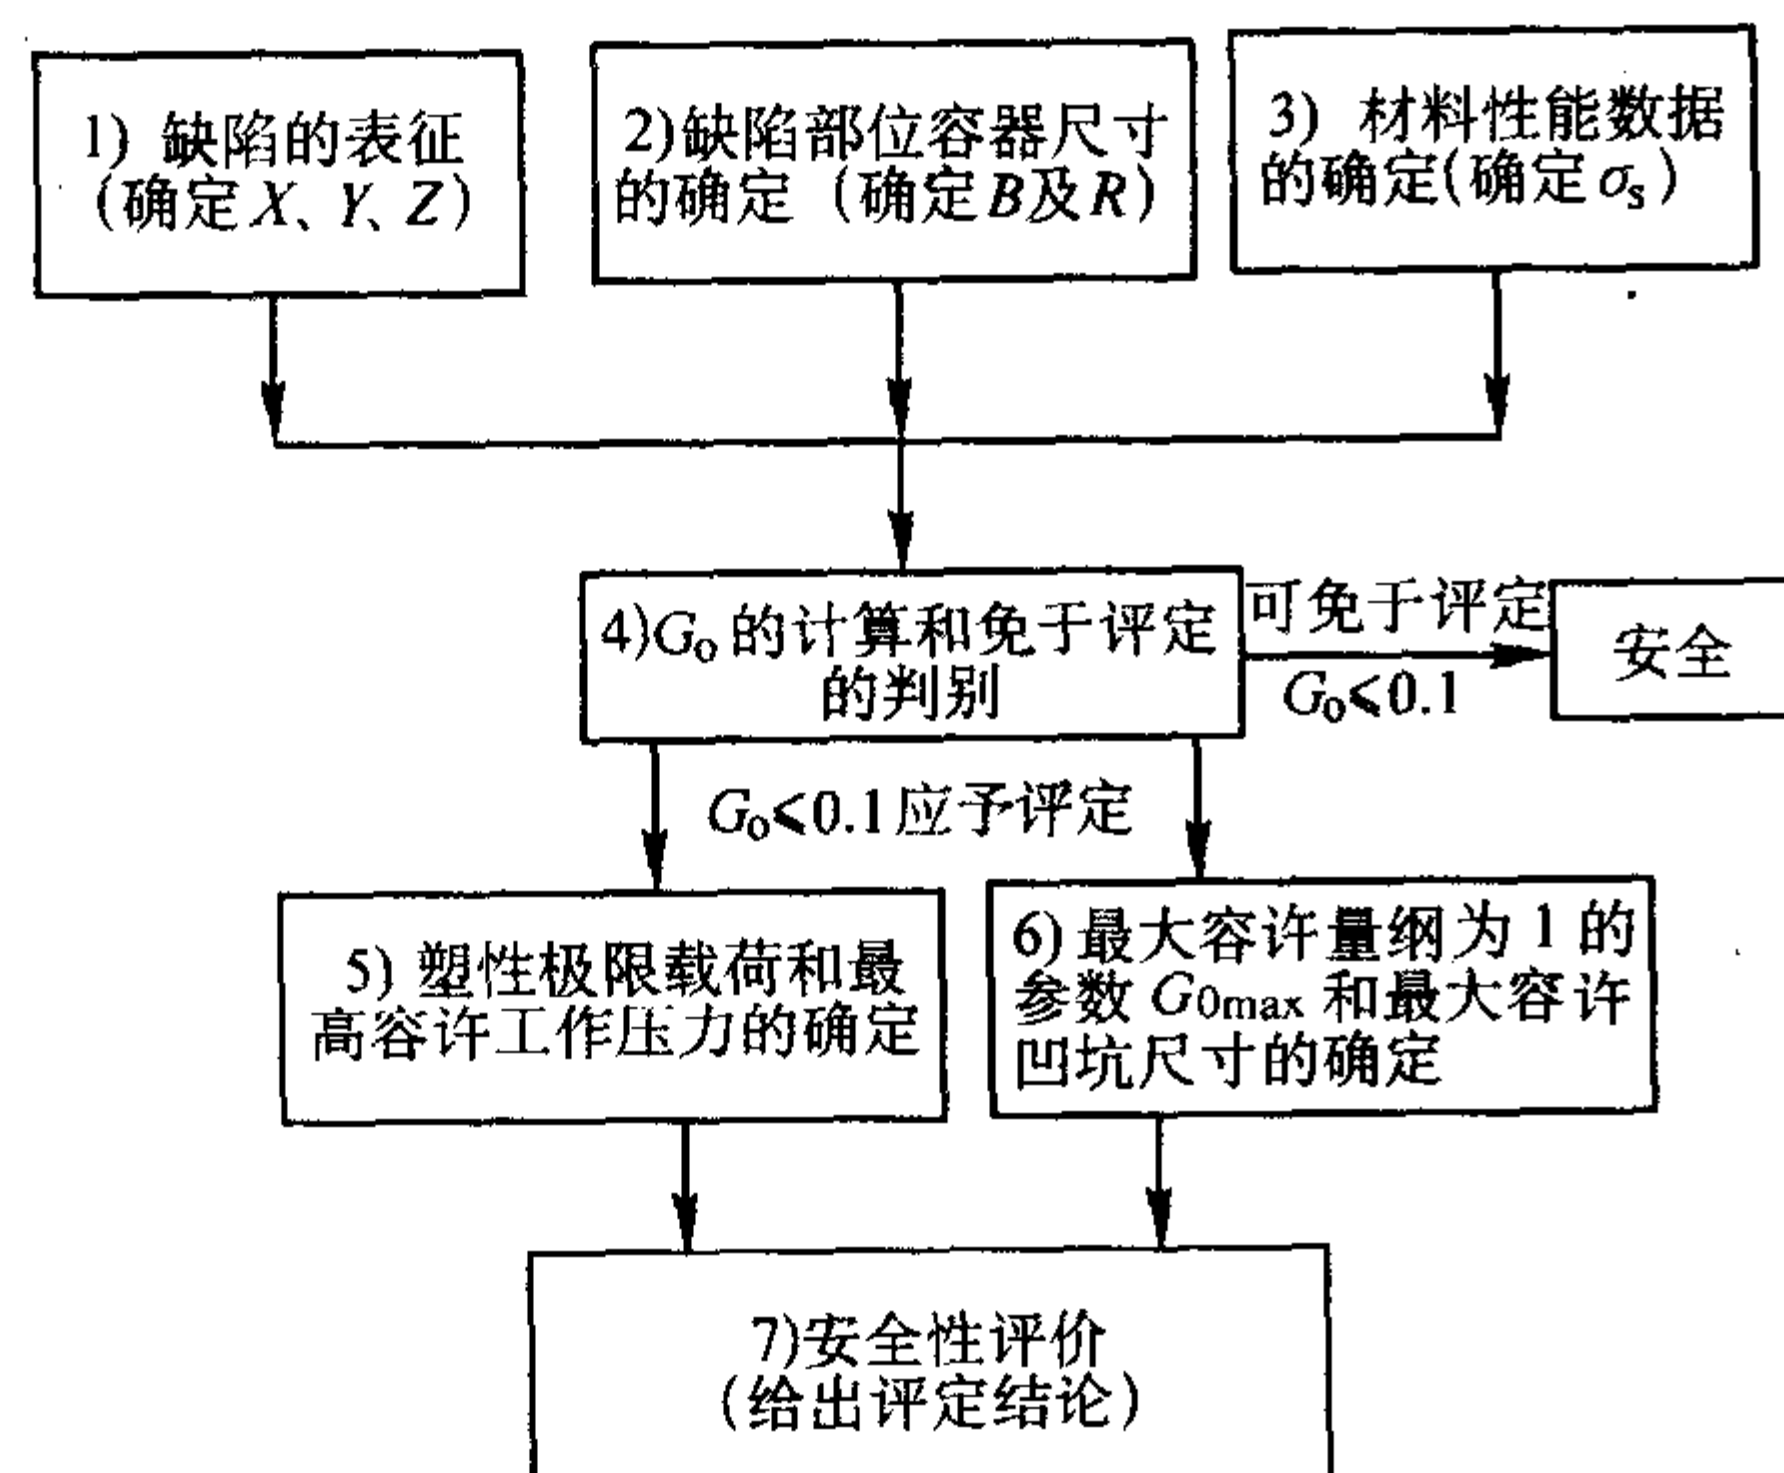 1) 缺陷的表征
(确定X、Y、Z)
2)缺陷部位容器尺寸
的确定 (确定B及R)
3) 材料性能数据
的确定(确定σs)
4)G0 的计算和免于评定
的判别
可免于评定
G0≤0.1
安全
G0≤0.1应予评定
5) 塑性极限载荷和最
高容许工作压力的确定
6) 最大容许量纲为 1 的
参数 G0max 和最大容许
凹坑尺寸的确定
7)安全性评价
(给出评定结论)